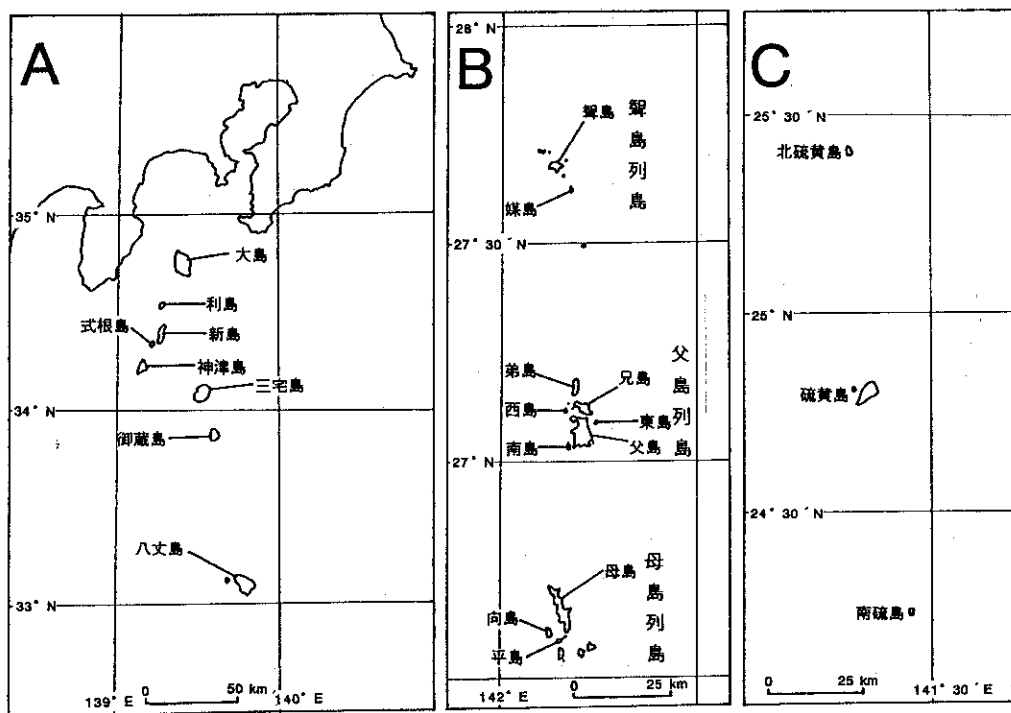 A
35° N
大島
利島
式根島
新島
神津島
三宅島
34° N
御蔵島
八丈島
33° N
0 50 km
139° E
140° E
B
28° N
聟島
聟島列島
媒島
27° 30´ N
父島列島
弟島
兄島
西島
東島
南島
父島
27° N
母島
母島列島
向島
平島
142° E
0 25 km
C
25° 30´ N
北硫黄島
25° N
硫黄島
24° 30´ N
南硫島
0 25 km
141° 30´ E